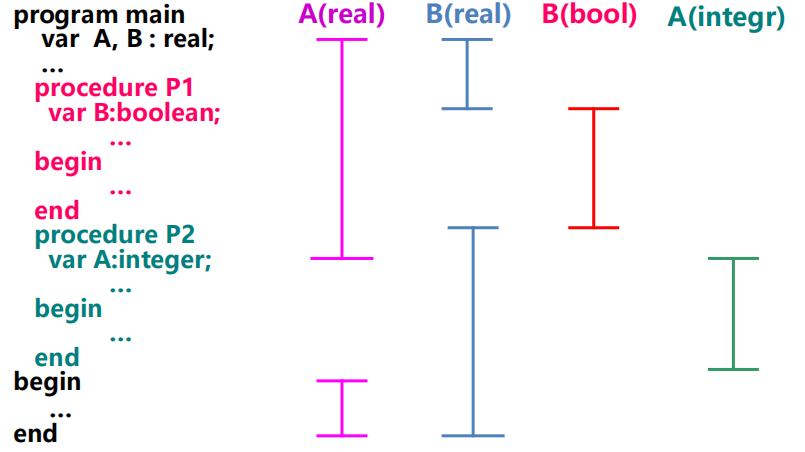 program main
var A, B : real;
...
procedure P1
var B:boolean;
...
begin
...
end
procedure P2
var A:integer;
...
begin
...
end
begin
...
end
A(real) B(real) B(bool) A(integr)